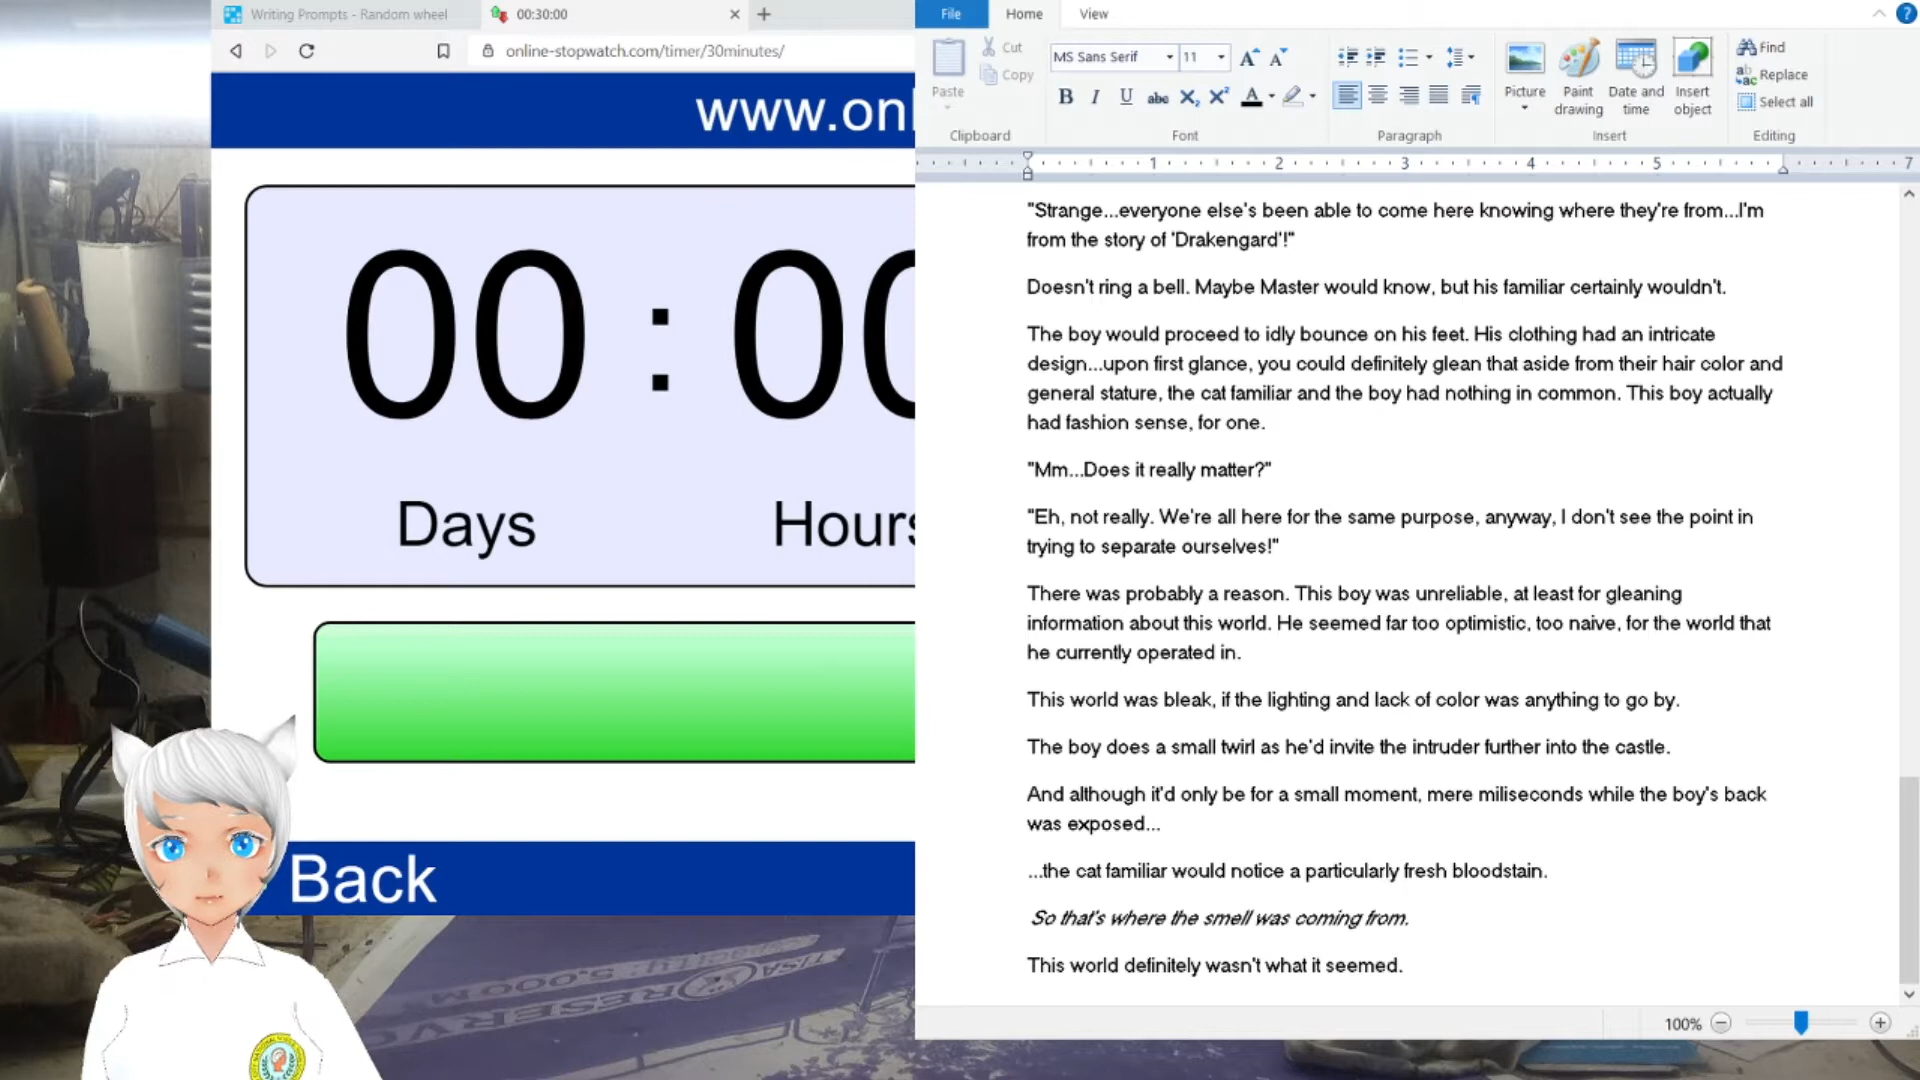 Writing Prompts - Random wheel
00:30:00
online-stopwatch.com/timer/30minutes/
www.onl
00 : 00
Days
Hours
Back
File
Home
View
Paste
Cut
Copy
Clipboard
MS Sans Serif
11
Font
Paragraph
Picture
Paint drawing
Date and time
Insert object
Insert
Find
Replace
Select all
Editing
1 2 3 4 5 7
"Strange...everyone else's been able to come here knowing where they're from...I'm
from the story of 'Drakengard'!"
Doesn't ring a bell. Maybe Master would know, but his familiar certainly wouldn't.
The boy would proceed to idly bounce on his feet. His clothing had an intricate
design...upon first glance, you could definitely glean that aside from their hair color and
general stature, the cat familiar and the boy had nothing in common. This boy actually
had fashion sense, for one.
"Mm...Does it really matter?"
"Eh, not really. We're all here for the same purpose, anyway, I don't see the point in
trying to separate ourselves!"
There was probably a reason. This boy was unreliable, at least for gleaning
information about this world. He seemed far too optimistic, too naive, for the world that
he currently operated in.
This world was bleak, if the lighting and lack of color was anything to go by.
The boy does a small twirl as he'd invite the intruder further into the castle.
And although it'd only be for a small moment, mere miliseconds while the boy's back
was exposed...
...the cat familiar would notice a particularly fresh bloodstain.
So that's where the smell was coming from.
This world definitely wasn't what it seemed.
100%